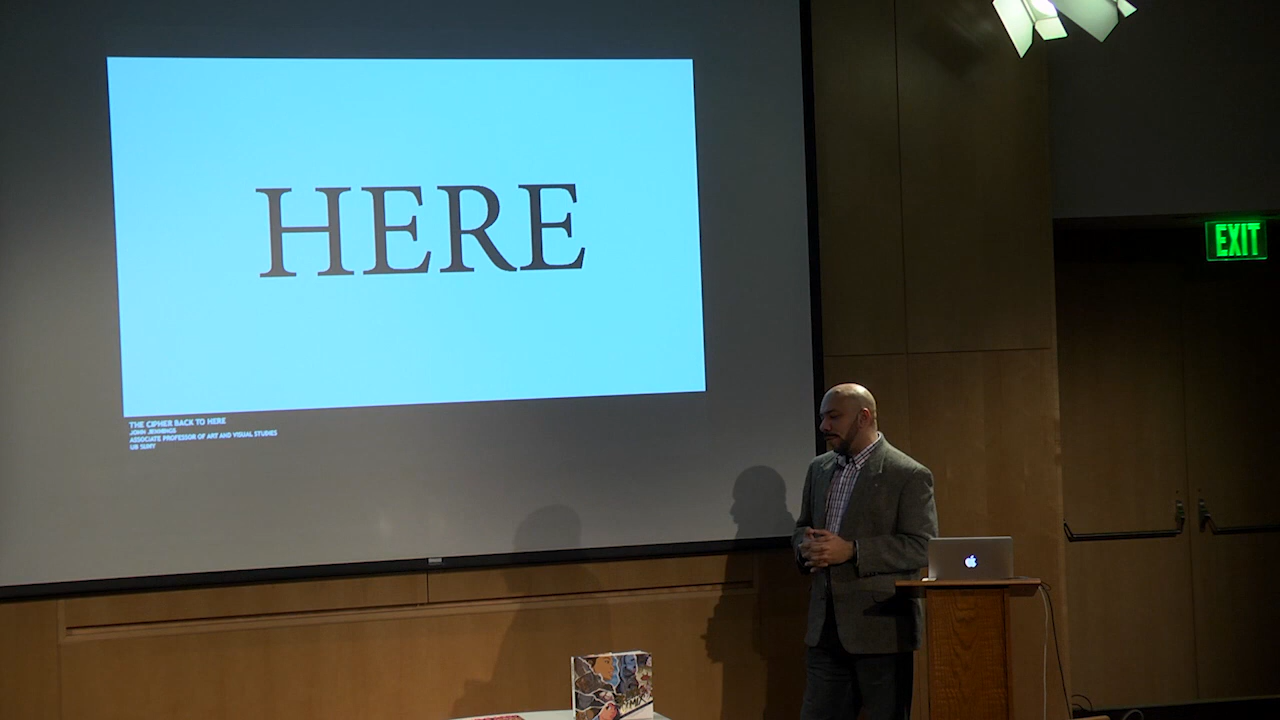 HERE
THE CIPHER BACK TO HERE
JOHN JENNINGS
ASSOCIATE PROFESSOR OF ART AND VISUAL STUDIES
UB SUNY
EXIT